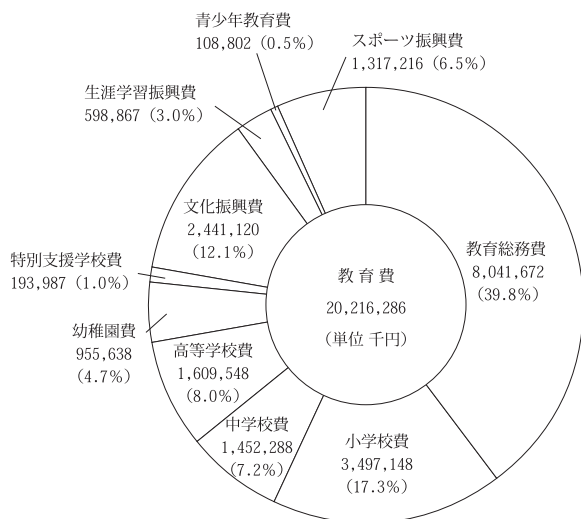 青少年教育費
108,802（0.5%）
スポーツ振興費
1,317,216（6.5%）
生涯学習振興費
598,867（3.0%）
文化振興費
2,441,120
（12.1%）
特別支援学校費
193,987（1.0%）
幼稚園費
955,638
（4.7%）
高等学校費
1,609,548
（8.0%）
中学校費
1,452,288
（7.2%）
小学校費
3,497,148
（17.3%）
教育総務費
8,041,672
（39.8%）
教 育 費
20,216,286
（単位 千円）